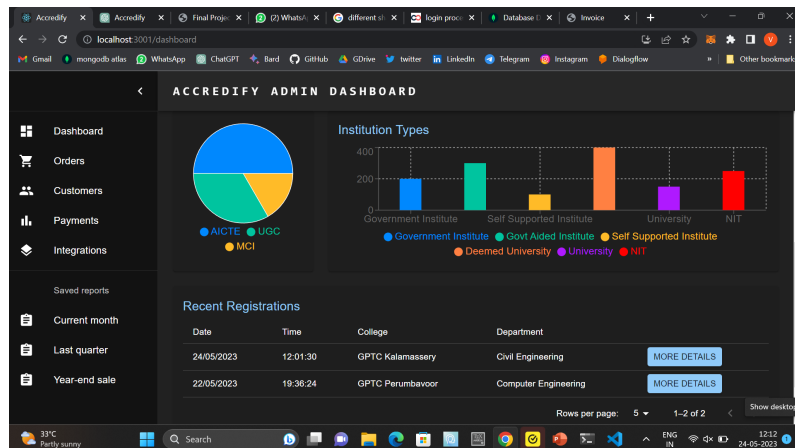 Accredify
Accredify
Final Projec
(2) WhatsA
different sh
login proce
Database D
Invoice
localhost:3001/dashboard
Gmail
mongodb atlas
WhatsApp
ChatGPT
Bard
GitHub
GDrive
twitter
LinkedIn
Telegram
Instagram
Dialogflow
»
Other bookmark
ACCREDIFY ADMIN DASHBOARD
Dashboard
Orders
Customers
Payments
Integrations
Saved reports
Current month
Last quarter
Year-end sale
AICTE UGC
MCI
Institution Types
400
200
0
Government Institute Self Supported Institute University NIT
Government Institute Govt Aided Institute Self Supported Institute
Deemed University University NIT
Recent Registrations
Date Time College Department
24/05/2023 12:01:30 GPTC Kalamassery Civil Engineering MORE DETAILS
22/05/2023 19:36:24 GPTC Perumbavoor Computer Engineering MORE DETAILS
Rows per page: 5 1–2 of 2
Show desktop
33°C
Partly sunny
Search
ENG
IN
12:12
24-05-2023